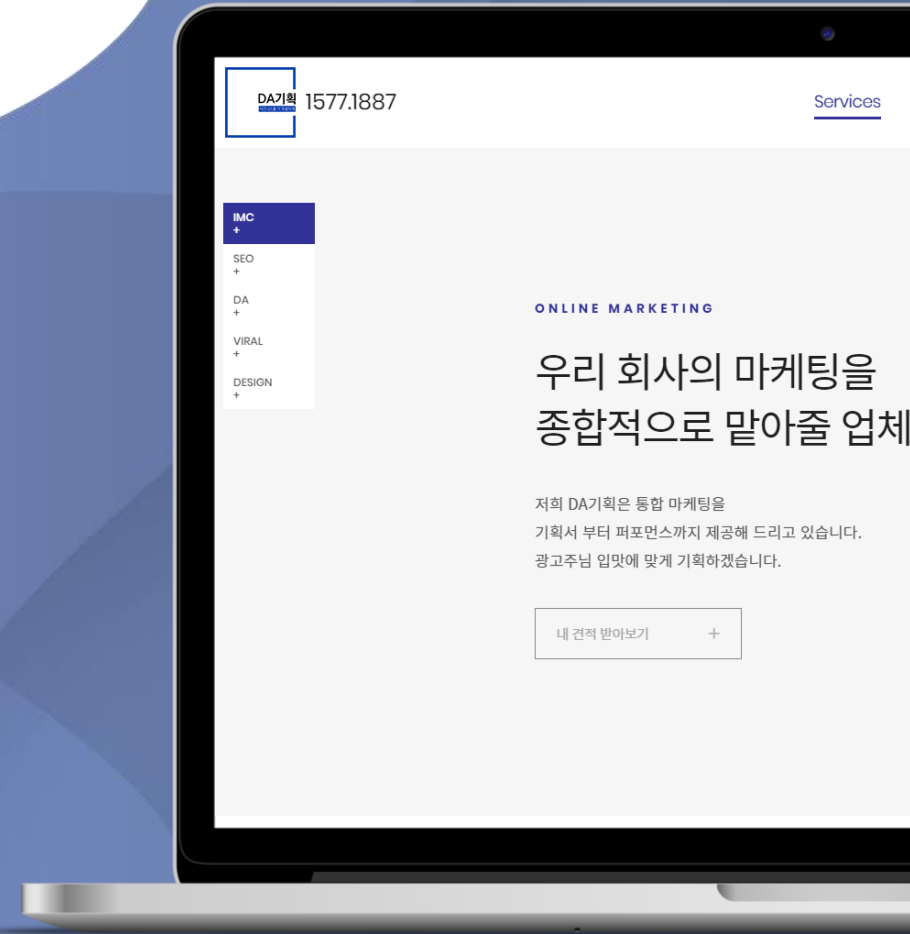 DA기획 1577.1887
Services
IMC
+
SEO
+
DA
+
VIRAL
+
DESIGN
+
ONLINE MARKETING
우리 회사의 마케팅을
종합적으로 맡아줄 업체
저희 DA기획은 통합 마케팅을
기획서 부터 퍼포먼스까지 제공해 드리고 있습니다.
광고주님 입맛에 맞게 기획하겠습니다.
내 견적 받아보기 +